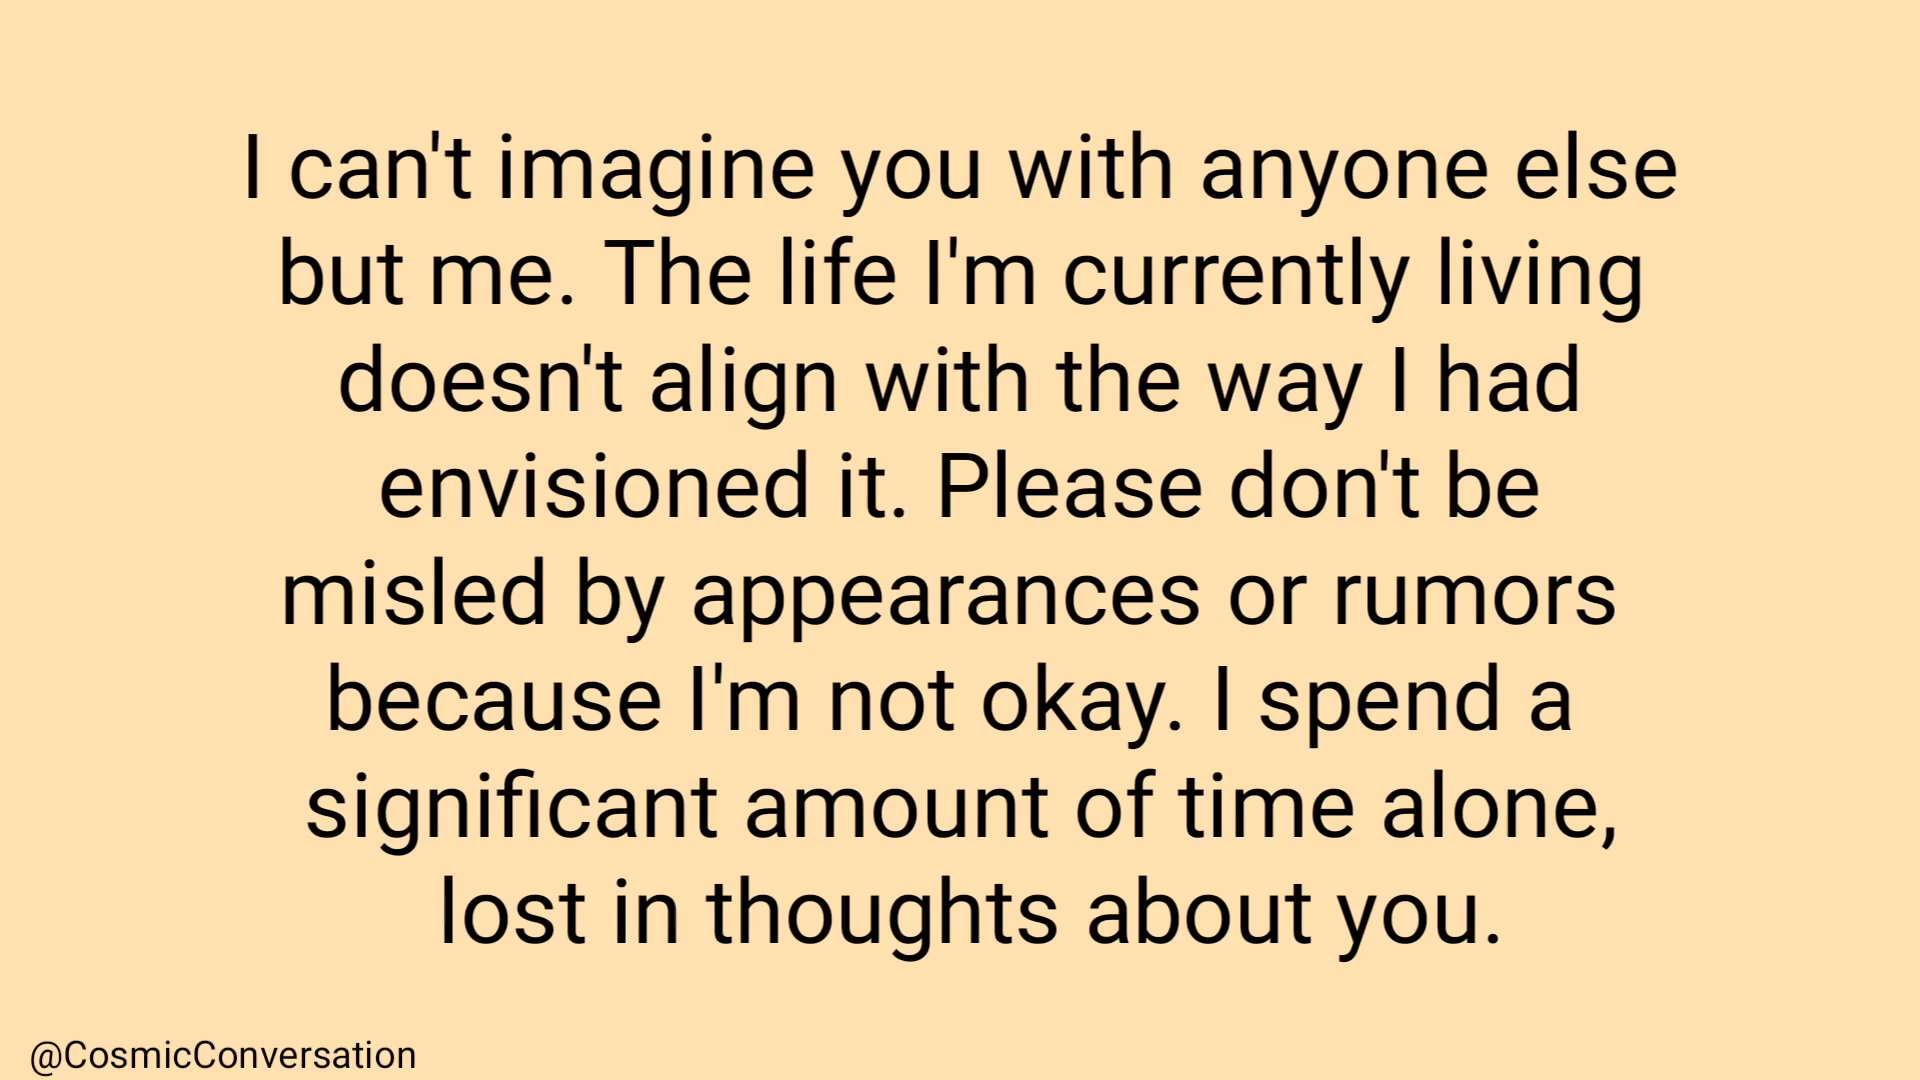 I can't imagine you with anyone else
but me. The life I'm currently living
doesn't align with the way I had
envisioned it. Please don't be
misled by appearances or rumors
because I'm not okay. I spend a
significant amount of time alone,
lost in thoughts about you.
@CosmicConversation